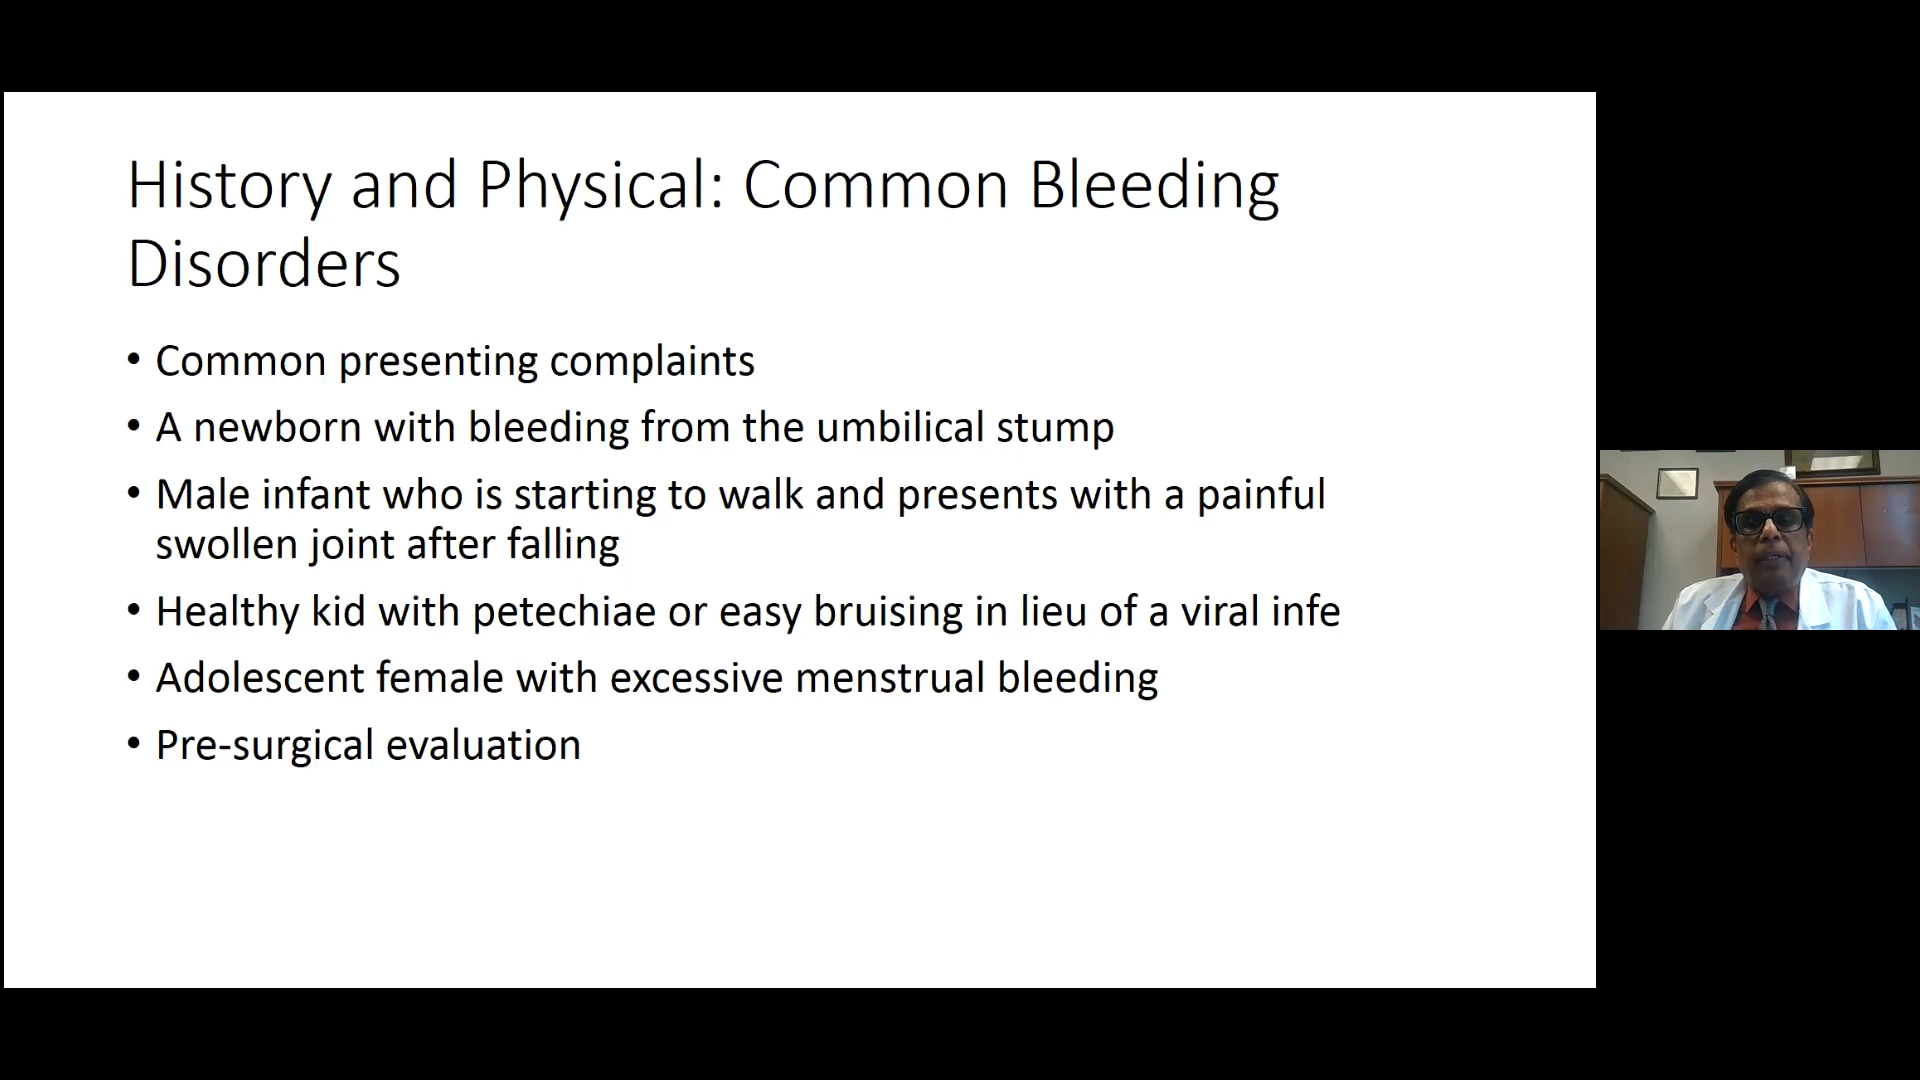 History and Physical: Common Bleeding
Disorders
• Common presenting complaints
• A newborn with bleeding from the umbilical stump
• Male infant who is starting to walk and presents with a painful
swollen joint after falling
• Healthy kid with petechiae or easy bruising in lieu of a viral infe
• Adolescent female with excessive menstrual bleeding
• Pre-surgical evaluation